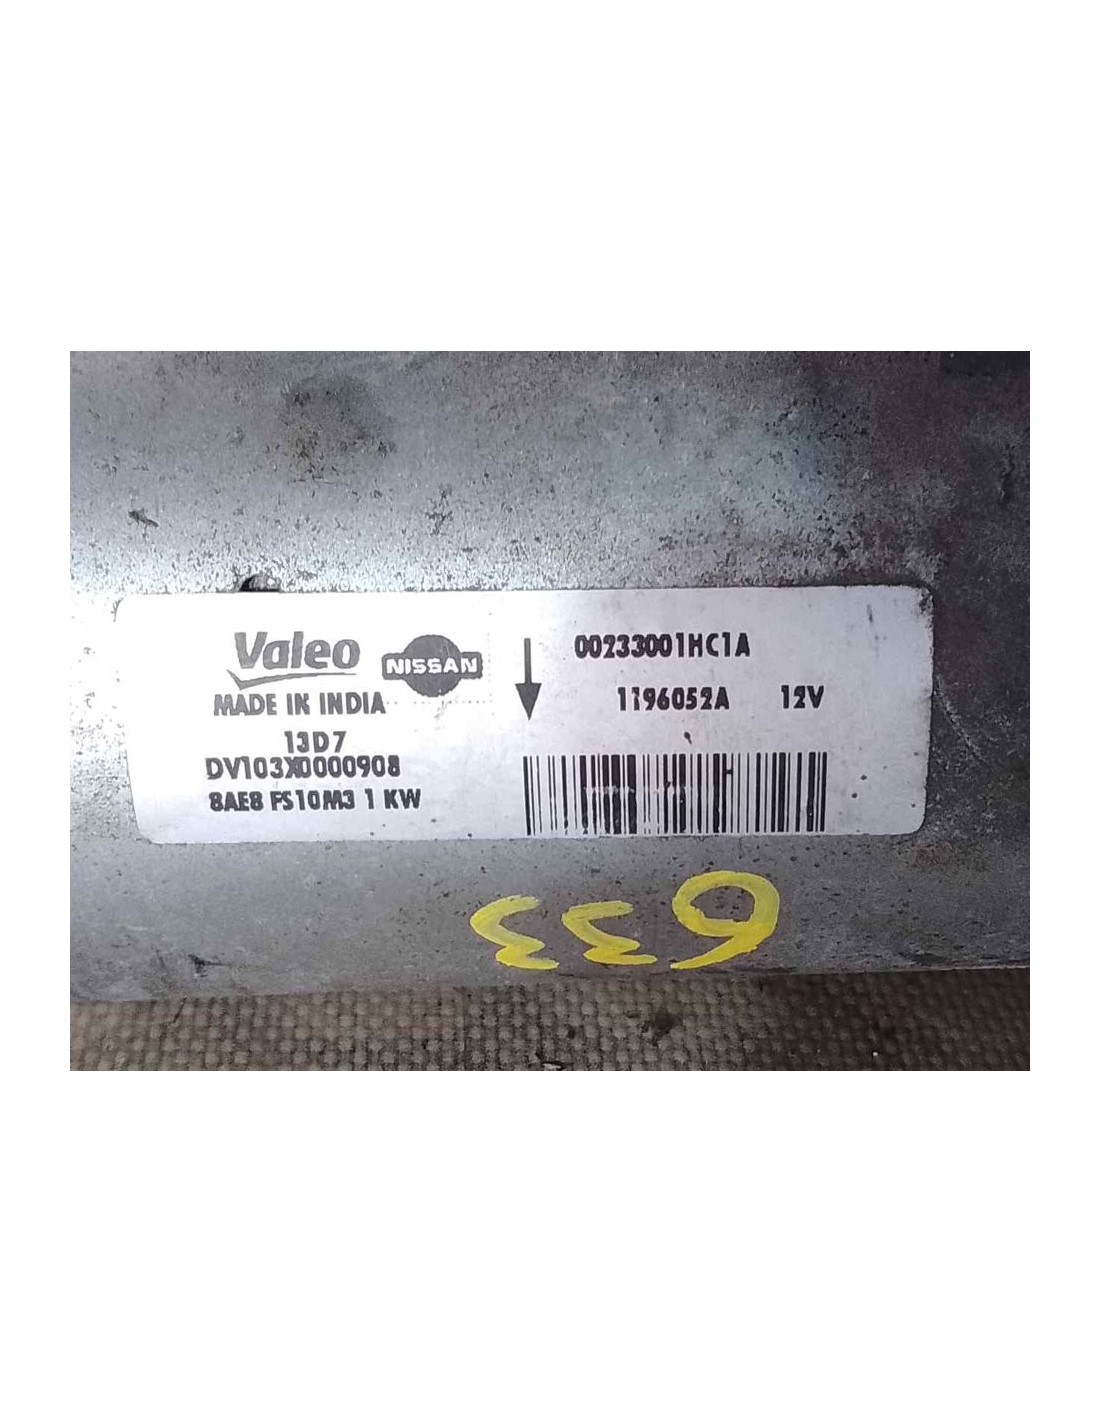 Valeo NISSAN
MADE IN INDIA
13D7
DV103X0000908
8AE8 FS10M3 1 KW
00233001HC1A
1196052A 12V
633